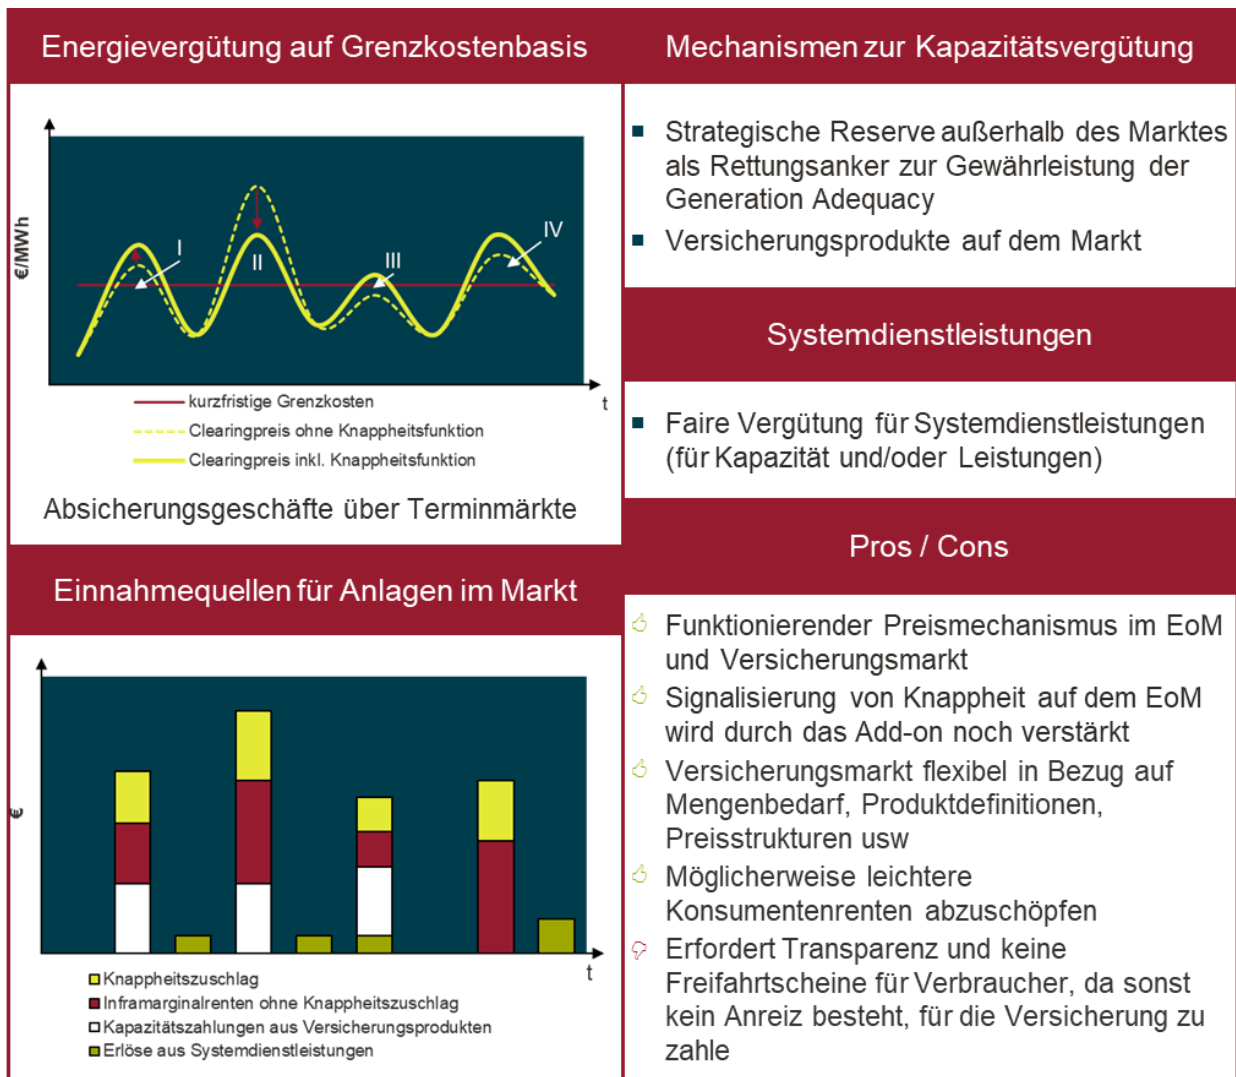 Energievergütung auf Grenzkostenbasis
€/MWh
I
II
III
IV
t
kurzfristige Grenzkosten
Clearingpreis ohne Knappheitsfunktion
Clearingpreis inkl. Knappheitsfunktion
Absicherungsgeschäfte über Terminmärkte
Einnahmequellen für Anlagen im Markt
€
t
Knappheitszuschlag
Inframarginalrenten ohne Knappheitszuschlag
Kapazitätszahlungen aus Versicherungsprodukten
Erlöse aus Systemdienstleistungen
Mechanismen zur Kapazitätsvergütung
Strategische Reserve außerhalb des Marktes
als Rettungsanker zur Gewährleistung der
Generation Adequacy
Versicherungsprodukte auf dem Markt
Systemdienstleistungen
Faire Vergütung für Systemdienstleistungen
(für Kapazität und/oder Leistungen)
Pros / Cons
Funktionierender Preismechanismus im EoM
und Versicherungsmarkt
Signalisierung von Knappheit auf dem EoM
wird durch das Add-on noch verstärkt
Versicherungsmarkt flexibel in Bezug auf
Mengenbedarf, Produktdefinitionen,
Preisstrukturen usw
Möglicherweise leichtere
Konsumentenrenten abzuschöpfen
Erfordert Transparenz und keine
Freifahrtscheine für Verbraucher, da sonst
kein Anreiz besteht, für die Versicherung zu
zahle